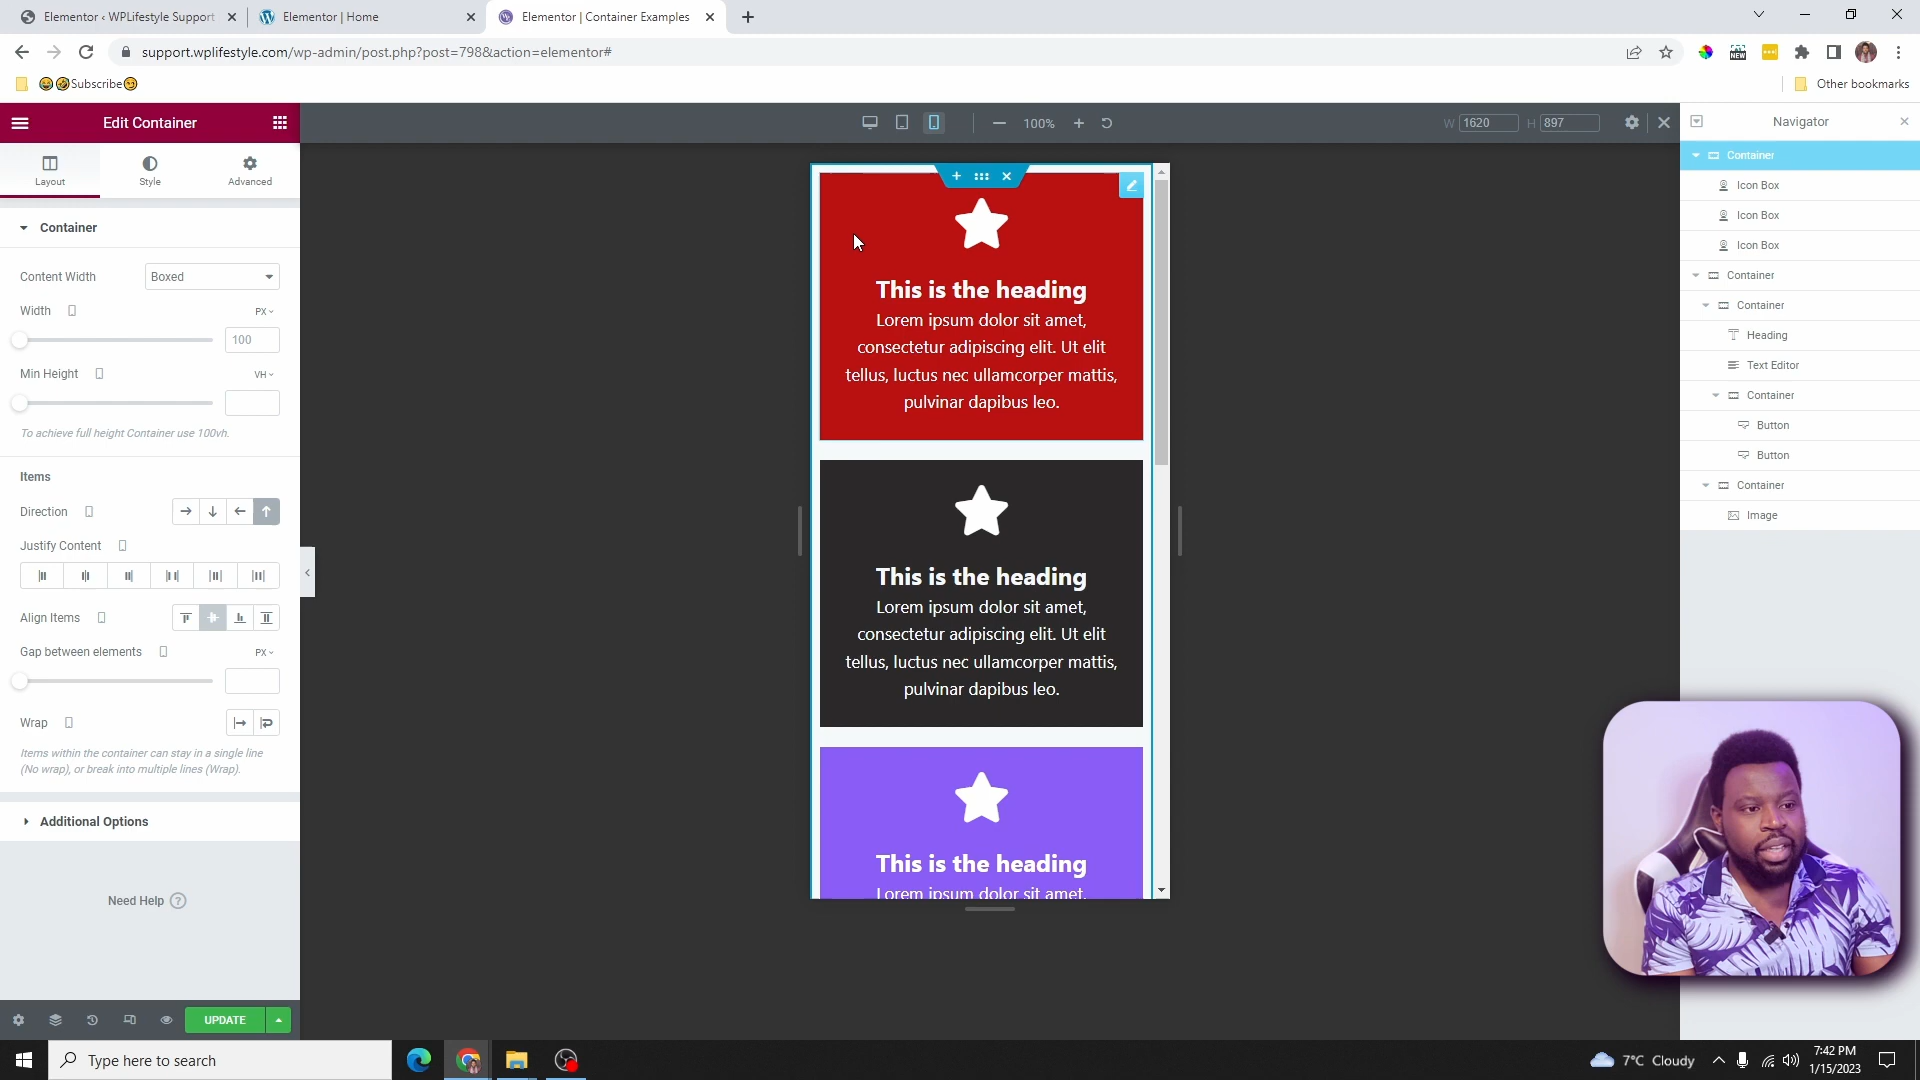 Elementor ‹ WPLifestyle Support
Elementor | Home
Elementor | Container Examples
support.wplifestyle.com/wp-admin/post.php?post=798&action=elementor#
NEW
😂🤣Subscribe😏
Other bookmarks
Edit Container
100%
W 1620
H 897
Navigator
Layout
Style
Advanced
Container
Content Width
Boxed
Width
PX
100
Min Height
VH
To achieve full height Container use 100vh.
Items
Direction
Justify Content
Align Items
Gap between elements
PX
Wrap
Items within the container can stay in a single line
(No wrap), or break into multiple lines (Wrap).
Additional Options
Need Help ?
UPDATE
This is the heading
Lorem ipsum dolor sit amet,
consectetur adipiscing elit. Ut elit
tellus, luctus nec ullamcorper mattis,
pulvinar dapibus leo.
This is the heading
Lorem ipsum dolor sit amet,
consectetur adipiscing elit. Ut elit
tellus, luctus nec ullamcorper mattis,
pulvinar dapibus leo.
This is the heading
Lorem ipsum dolor sit amet,
Container
Icon Box
Icon Box
Icon Box
Container
Container
Heading
Text Editor
Container
Button
Button
Container
Image
Type here to search
7°C Cloudy
7:42 PM
1/15/2023